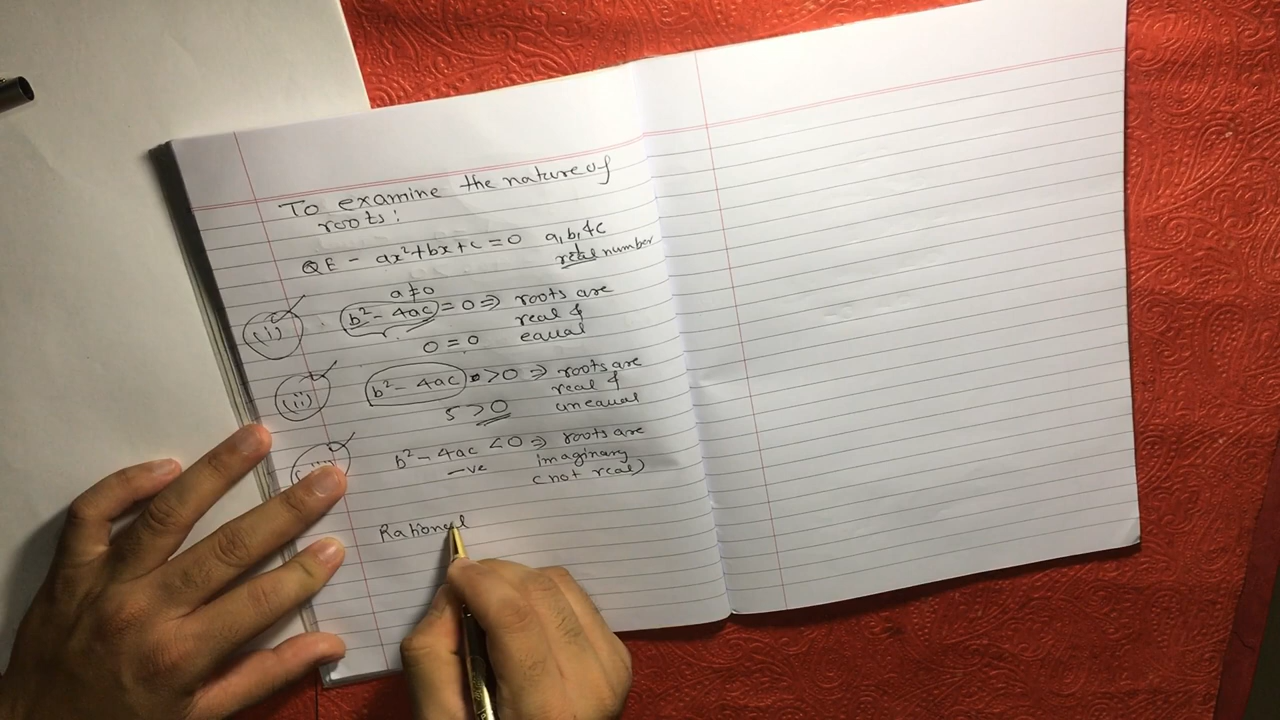 To examine the nature of
roots:
QE - ax²+bx+c=0 a,b,&c
real number
a≠0
(i) b²-4ac=0⇒ roots are
real &
0=0 equal
(ii) b²-4ac >0 ⇒ roots are
real &
5>0 unequal
b²-4ac <0⇒ roots are
-ve imaginary
(not real)
Rational